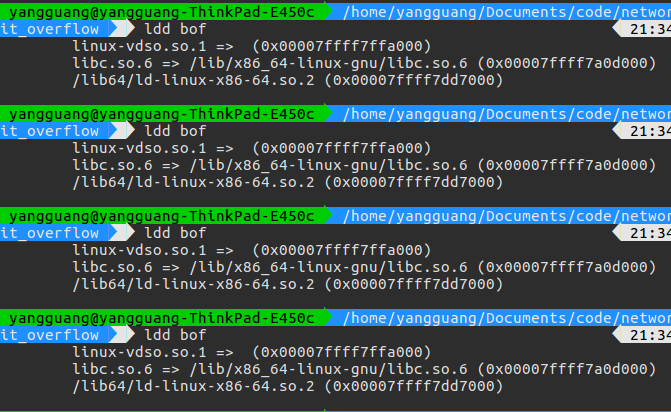 yangguang@yangguang-ThinkPad-E450c /home/yangguang/Documents/code/networ
it_overflow ldd bof 21:34
linux-vdso.so.1 => (0x00007ffff7ffa000)
libc.so.6 => /lib/x86_64-linux-gnu/libc.so.6 (0x00007ffff7a0d000)
/lib64/ld-linux-x86-64.so.2 (0x00007ffff7dd7000)
yangguang@yangguang-ThinkPad-E450c /home/yangguang/Documents/code/networ
it_overflow ldd bof 21:34
linux-vdso.so.1 => (0x00007ffff7ffa000)
libc.so.6 => /lib/x86_64-linux-gnu/libc.so.6 (0x00007ffff7a0d000)
/lib64/ld-linux-x86-64.so.2 (0x00007ffff7dd7000)
yangguang@yangguang-ThinkPad-E450c /home/yangguang/Documents/code/networ
it_overflow ldd bof 21:34
linux-vdso.so.1 => (0x00007ffff7ffa000)
libc.so.6 => /lib/x86_64-linux-gnu/libc.so.6 (0x00007ffff7a0d000)
/lib64/ld-linux-x86-64.so.2 (0x00007ffff7dd7000)
yangguang@yangguang-ThinkPad-E450c /home/yangguang/Documents/code/networ
it_overflow ldd bof 21:34
linux-vdso.so.1 => (0x00007ffff7ffa000)
libc.so.6 => /lib/x86_64-linux-gnu/libc.so.6 (0x00007ffff7a0d000)
/lib64/ld-linux-x86-64.so.2 (0x00007ffff7dd7000)